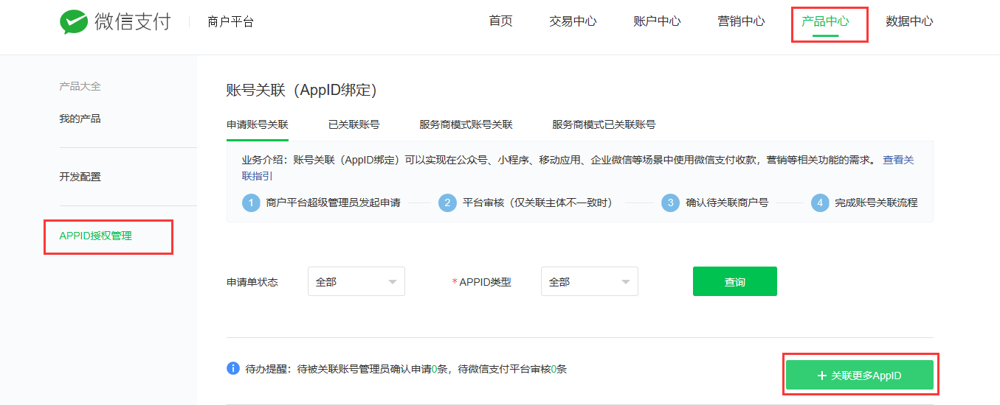 微信支付 商户平台 首页 交易中心 账户中心 营销中心 产品中心 数据中心
产品大全
我的产品
开发配置
APPID授权管理
账号关联（AppID绑定）
申请账号关联 已关联账号 服务商模式账号关联 服务商模式已关联账号
业务介绍：账号关联（AppID绑定）可以实现在公众号、小程序、移动应用、企业微信等场景中使用微信支付收款，营销等相关功能的需求。 查看关
联指引
1 商户平台超级管理员发起申请 2 平台审核（仅关联主体不一致时） 3 确认待关联商户号 4 完成账号关联流程
申请单状态 全部 *APPID类型 全部 查询
待办提醒：待被关联账号管理员确认申请0条，待微信支付平台审核0条
+ 关联更多AppID